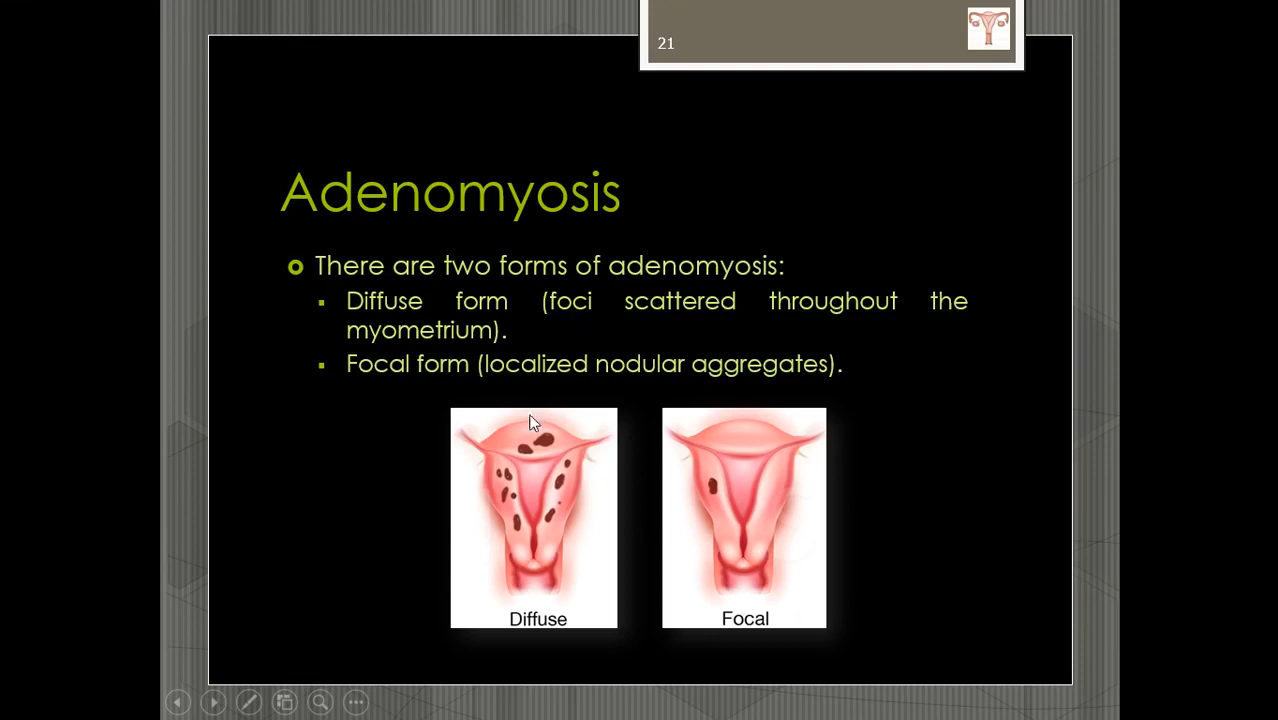 21
Adenomyosis
There are two forms of adenomyosis:
Diffuse form (foci scattered throughout the
myometrium).
Focal form (localized nodular aggregates).
Diffuse
Focal